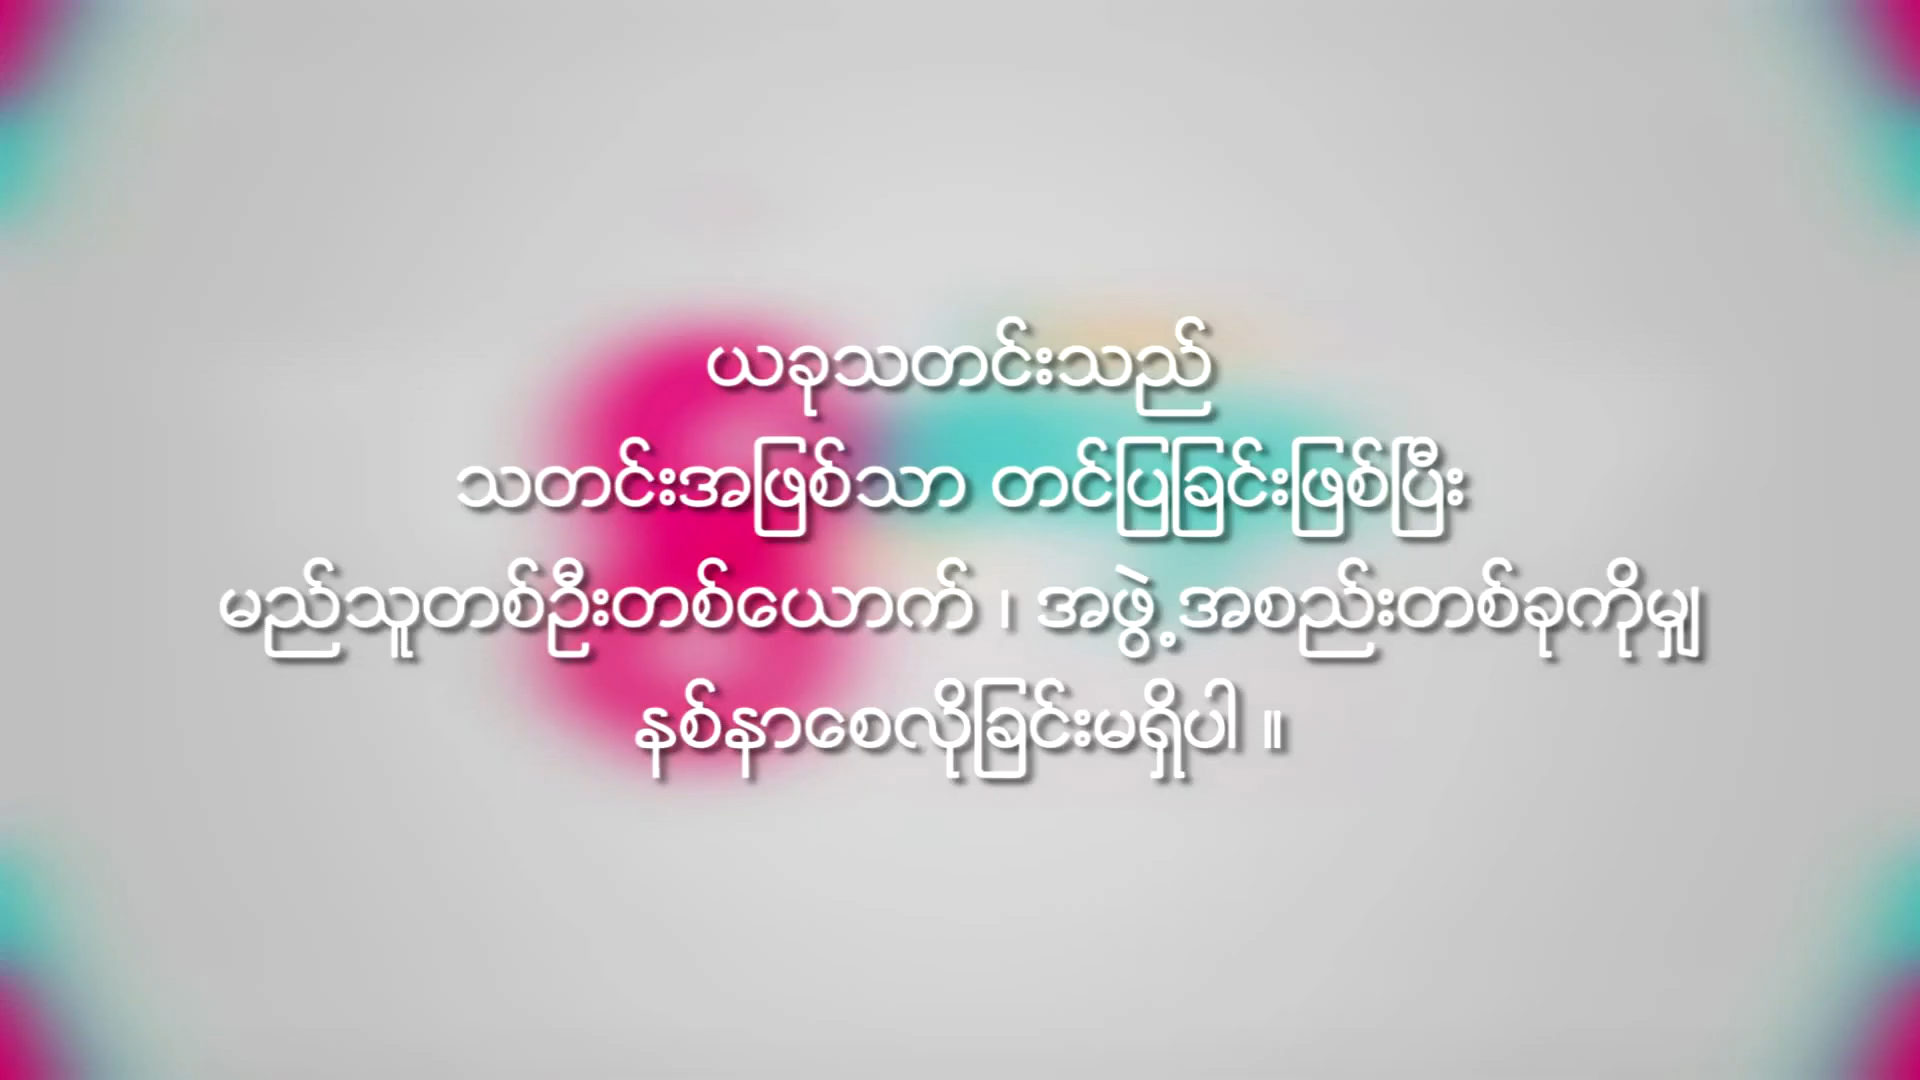 ယခုသတင်းသည်
သတင်းအဖြစ်သာ တင်ပြခြင်းဖြစ်ပြီး
မည်သူတစ်ဦးတစ်ယောက် ၊ အဖွဲ့အစည်းတစ်ခုကိုမျှ
နစ်နာစေလိုခြင်းမရှိပါ ။